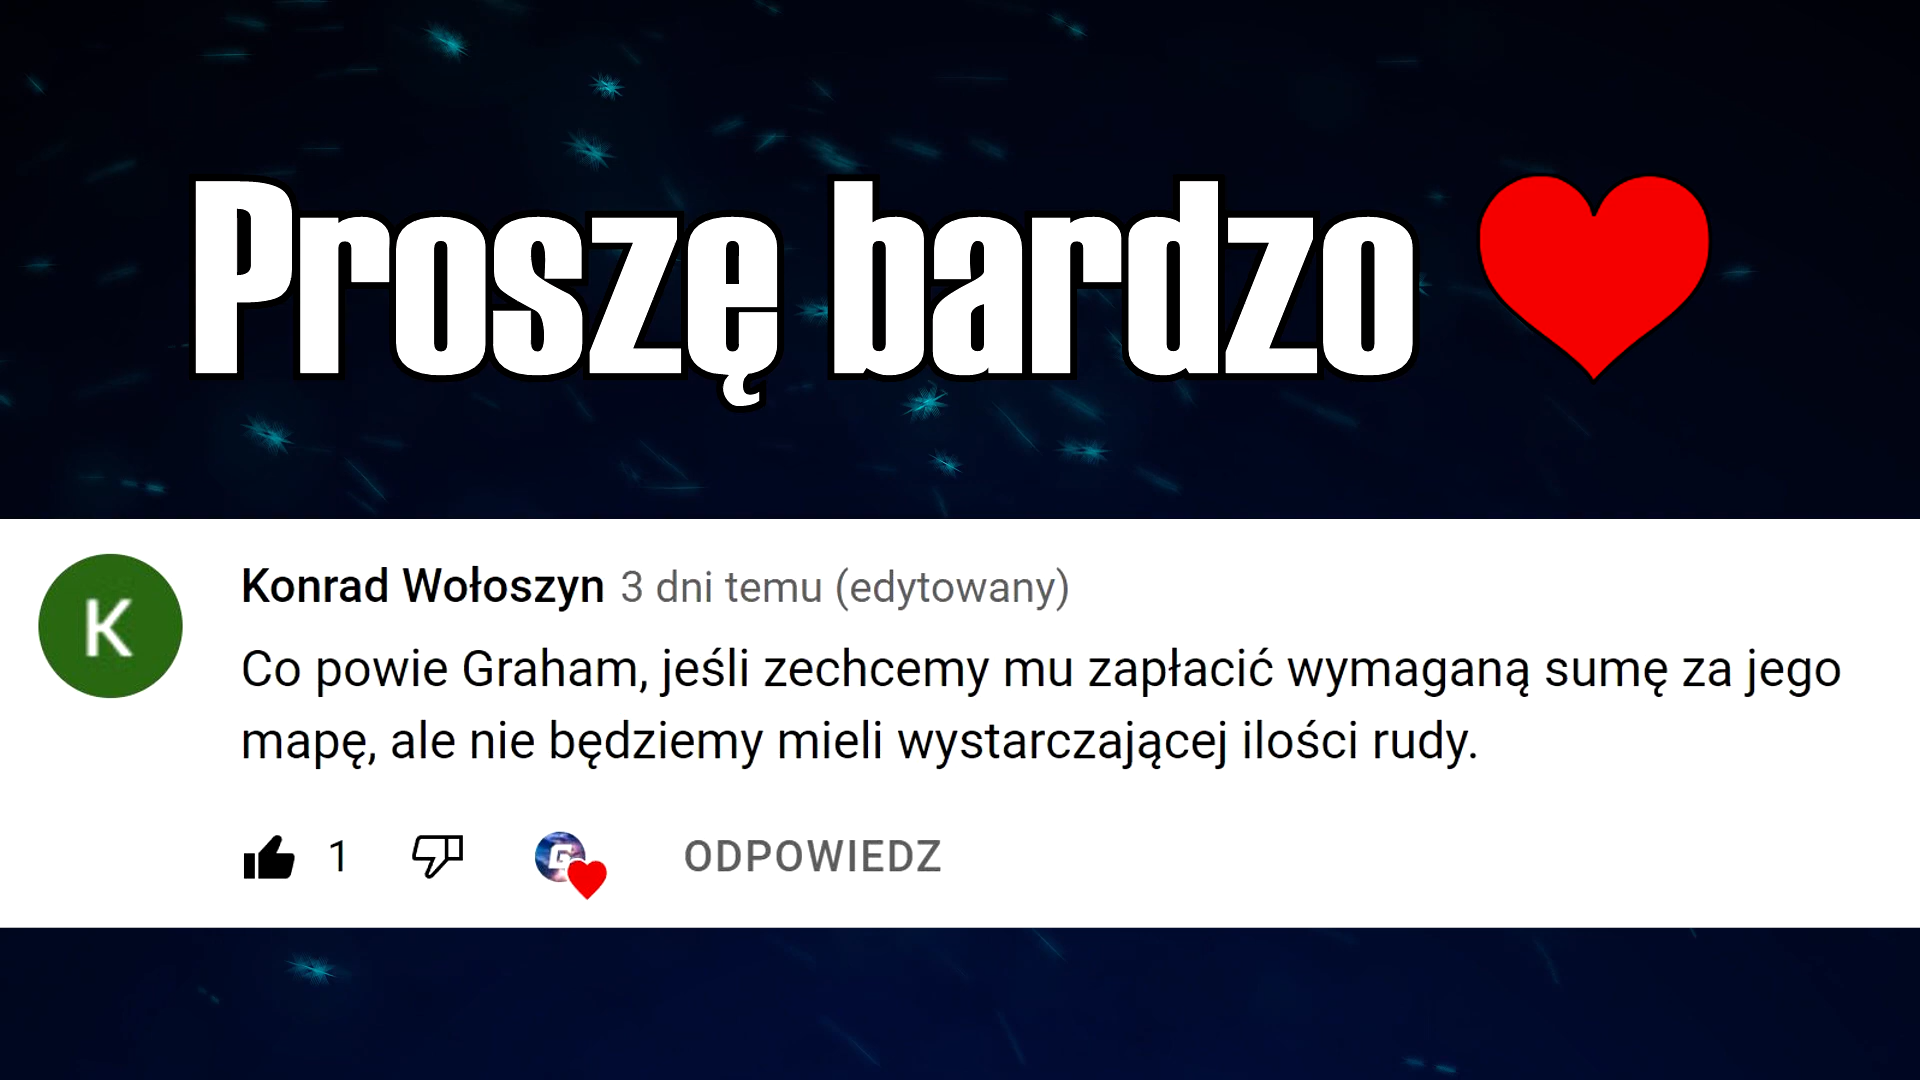 Proszę bardzo
K
Konrad Wołoszyn 3 dni temu (edytowany)
Co powie Graham, jeśli zechcemy mu zapłacić wymaganą sumę za jego
mapę, ale nie będziemy mieli wystarczającej ilości rudy.
1
G
ODPOWIEDZ